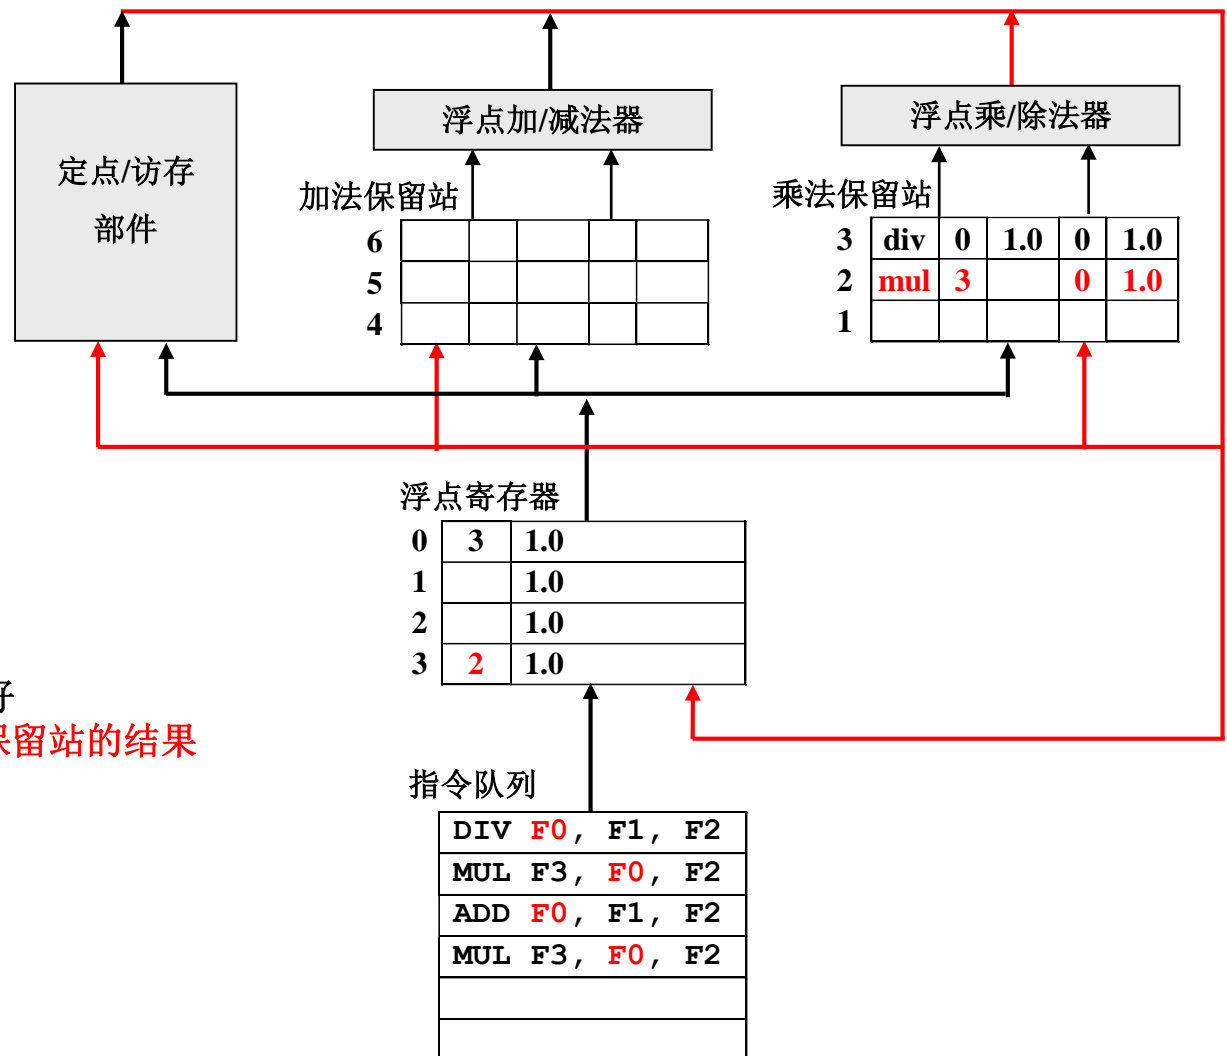 定点/访存
部件
浮点加/减法器
浮点乘/除法器
加法保留站
6
5
4
乘法保留站
3 div 0 1.0 0 1.0
2 mul 3 0 1.0
1
浮点寄存器
0 3 1.0
1 1.0
2 1.0
3 2 1.0
好
保留站的结果
指令队列
DIV F0, F1, F2
MUL F3, F0, F2
ADD F0, F1, F2
MUL F3, F0, F2